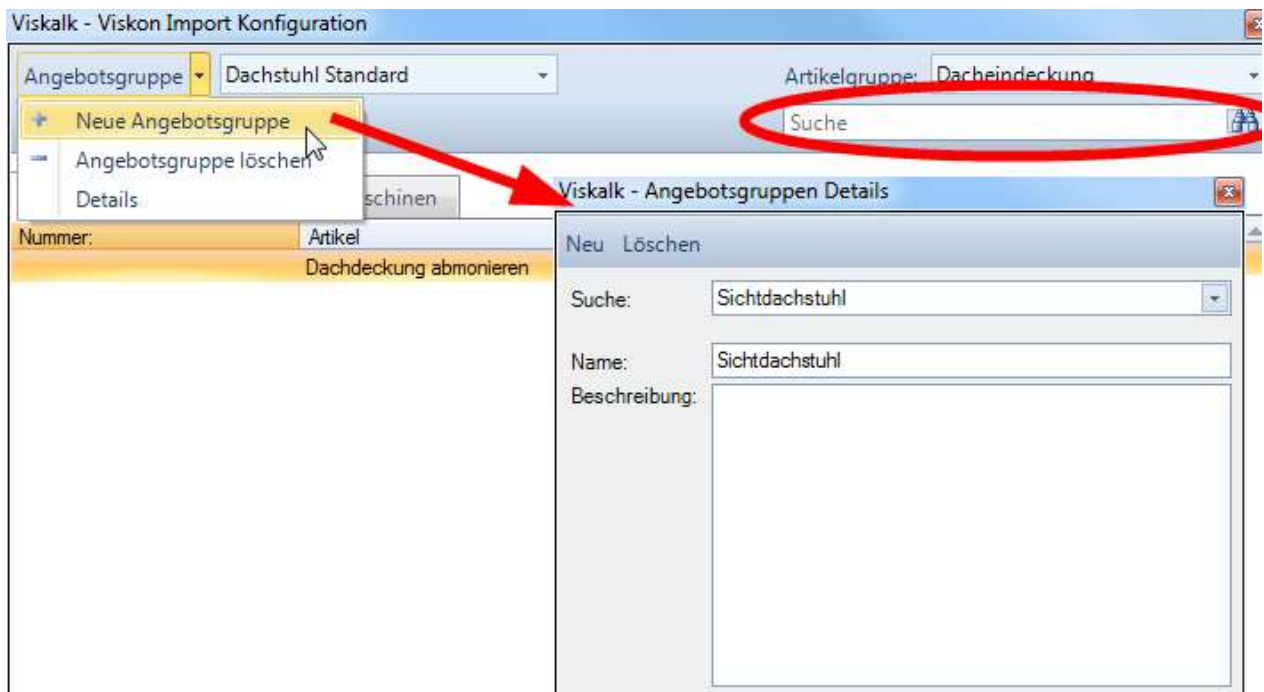 Viskalk - Viskon Import Konfiguration
Angebotsgruppe Dachstuhl Standard Artikelgruppe: Dacheindeckung
Neue Angebotsgruppe Suche
Angebotsgruppe löschen
Details schinen
Viskalk - Angebotsgruppen Details
Nummer: Artikel
Dachdeckung abmonieren
Neu Löschen
Suche: Sichtdachstuhl
Name: Sichtdachstuhl
Beschreibung: